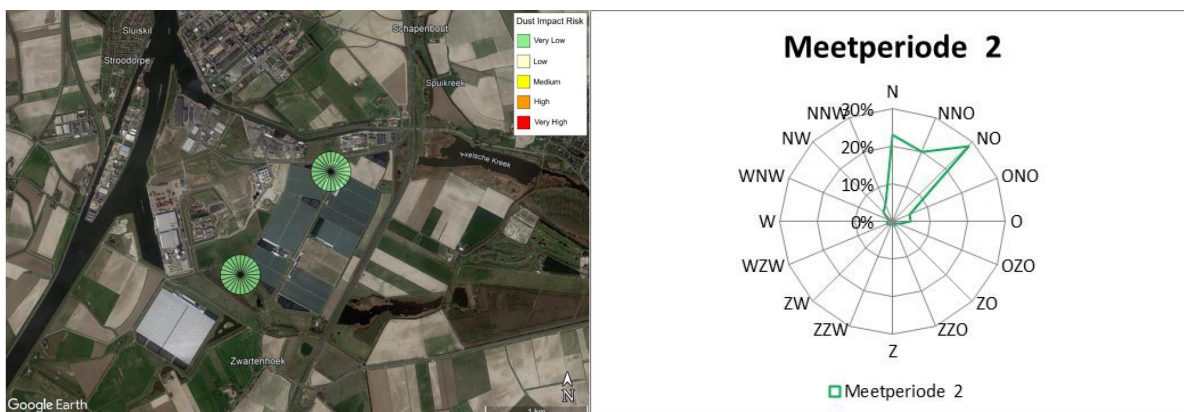 Dust Impact Risk
Very Low
Low
Medium
High
Very High
Sluiskil
Stroodorpe
Schapenbout
Spuikreek
Axelsche Kreek
Zwartenhoek
Google Earth
N
1 km
Meetperiode 2
N
NNW
30%
NNO
NW
20%
NO
WNW
10%
ONO
W
0%
O
WZW
OZO
ZW
ZO
ZZW
ZZO
Z
Meetperiode 2